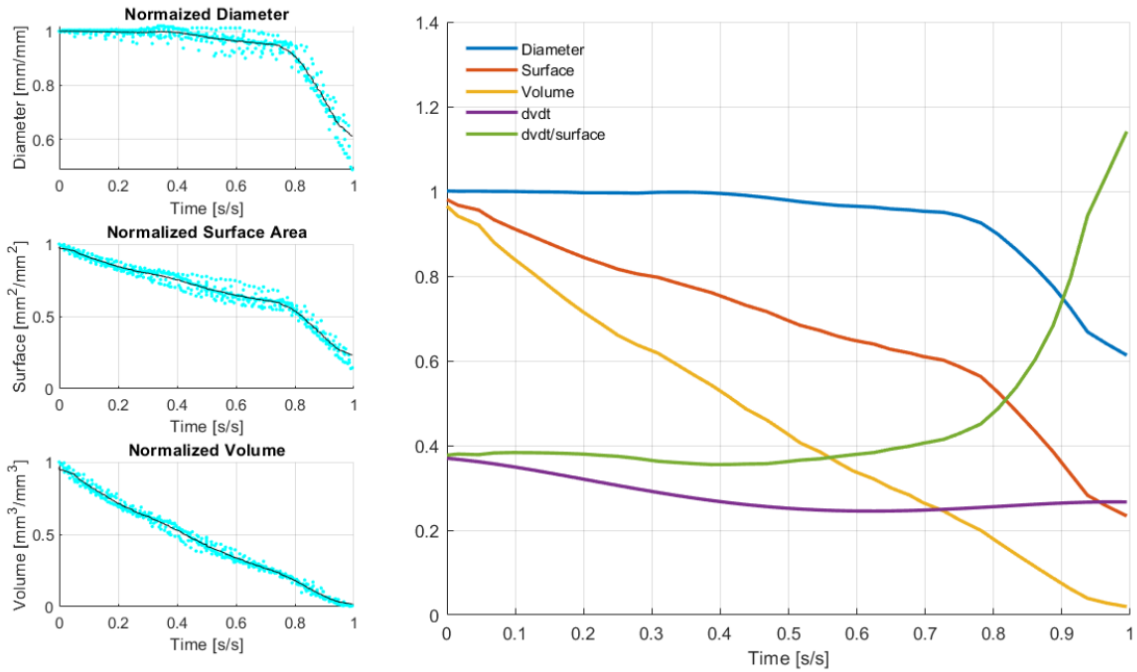 Normaized Diameter
Diameter [mm/mm]
1
0.8
0.6
0 0.2 0.4 0.6 0.8 1
Time [s/s]
Normalized Surface Area
Surface [mm²/mm²]
1
0.5
0
0 0.2 0.4 0.6 0.8 1
Time [s/s]
Normalized Volume
Volume [mm³/mm³]
1
0.5
0
0 0.2 0.4 0.6 0.8 1
Time [s/s]
1.4
1.2
1
0.8
0.6
0.4
0.2
0
Diameter
Surface
Volume
dvdt
dvdt/surface
0 0.1 0.2 0.3 0.4 0.5 0.6 0.7 0.8 0.9 1
Time [s/s]